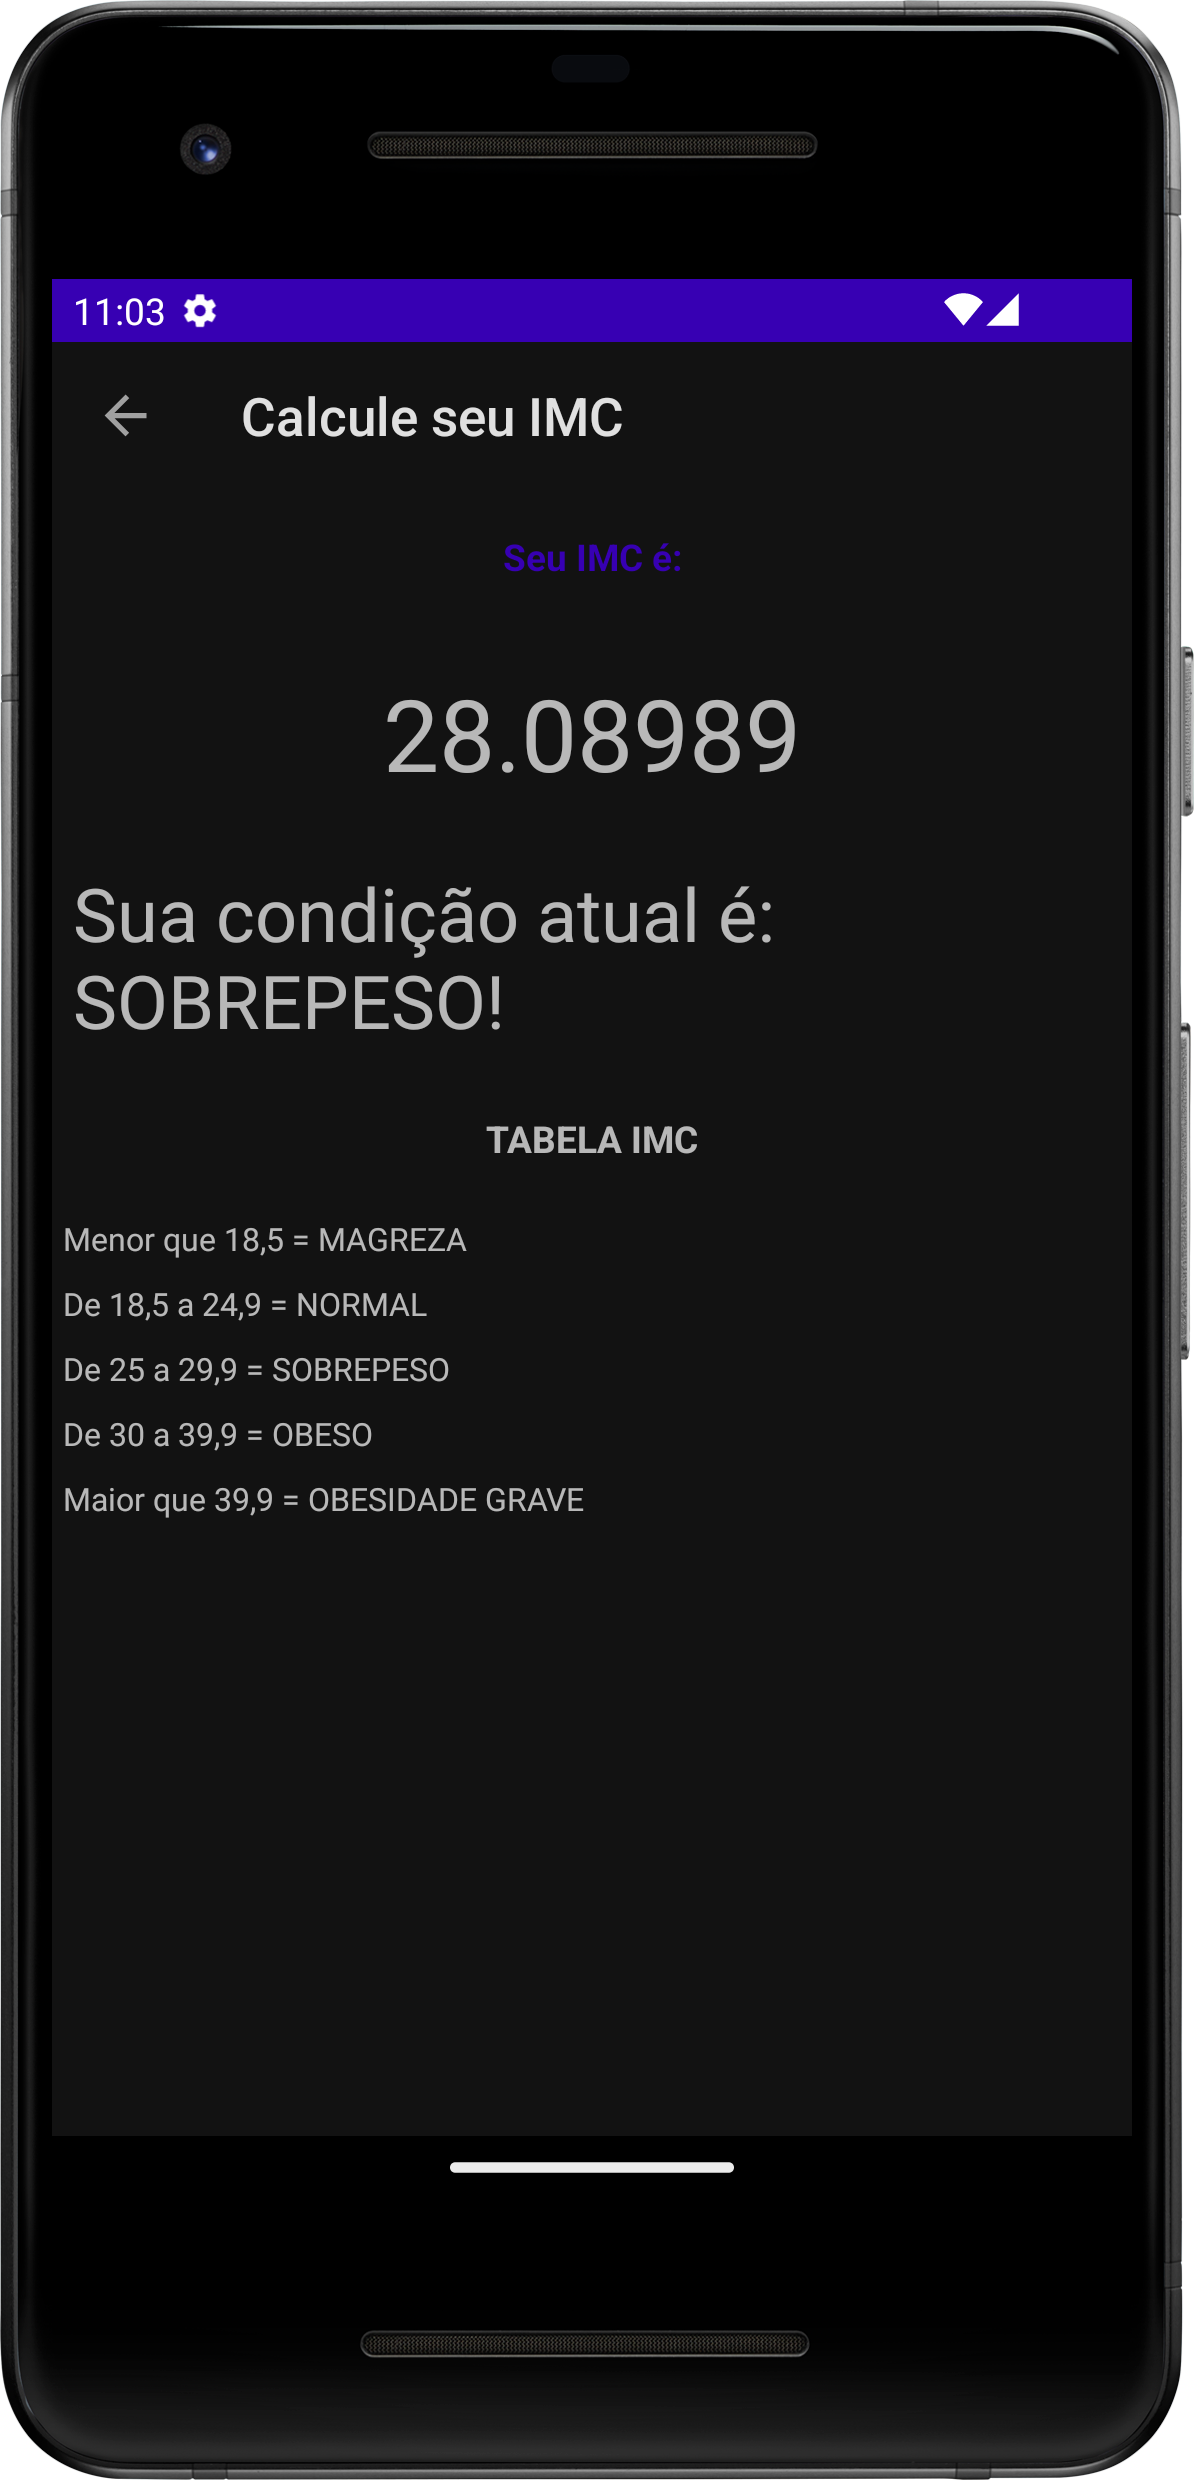 11:03
Calcule seu IMC
Seu IMC é:
28.08989
Sua condição atual é:
SOBREPESO!
TABELA IMC
Menor que 18,5 = MAGREZA
De 18,5 a 24,9 = NORMAL
De 25 a 29,9 = SOBREPESO
De 30 a 39,9 = OBESO
Maior que 39,9 = OBESIDADE GRAVE